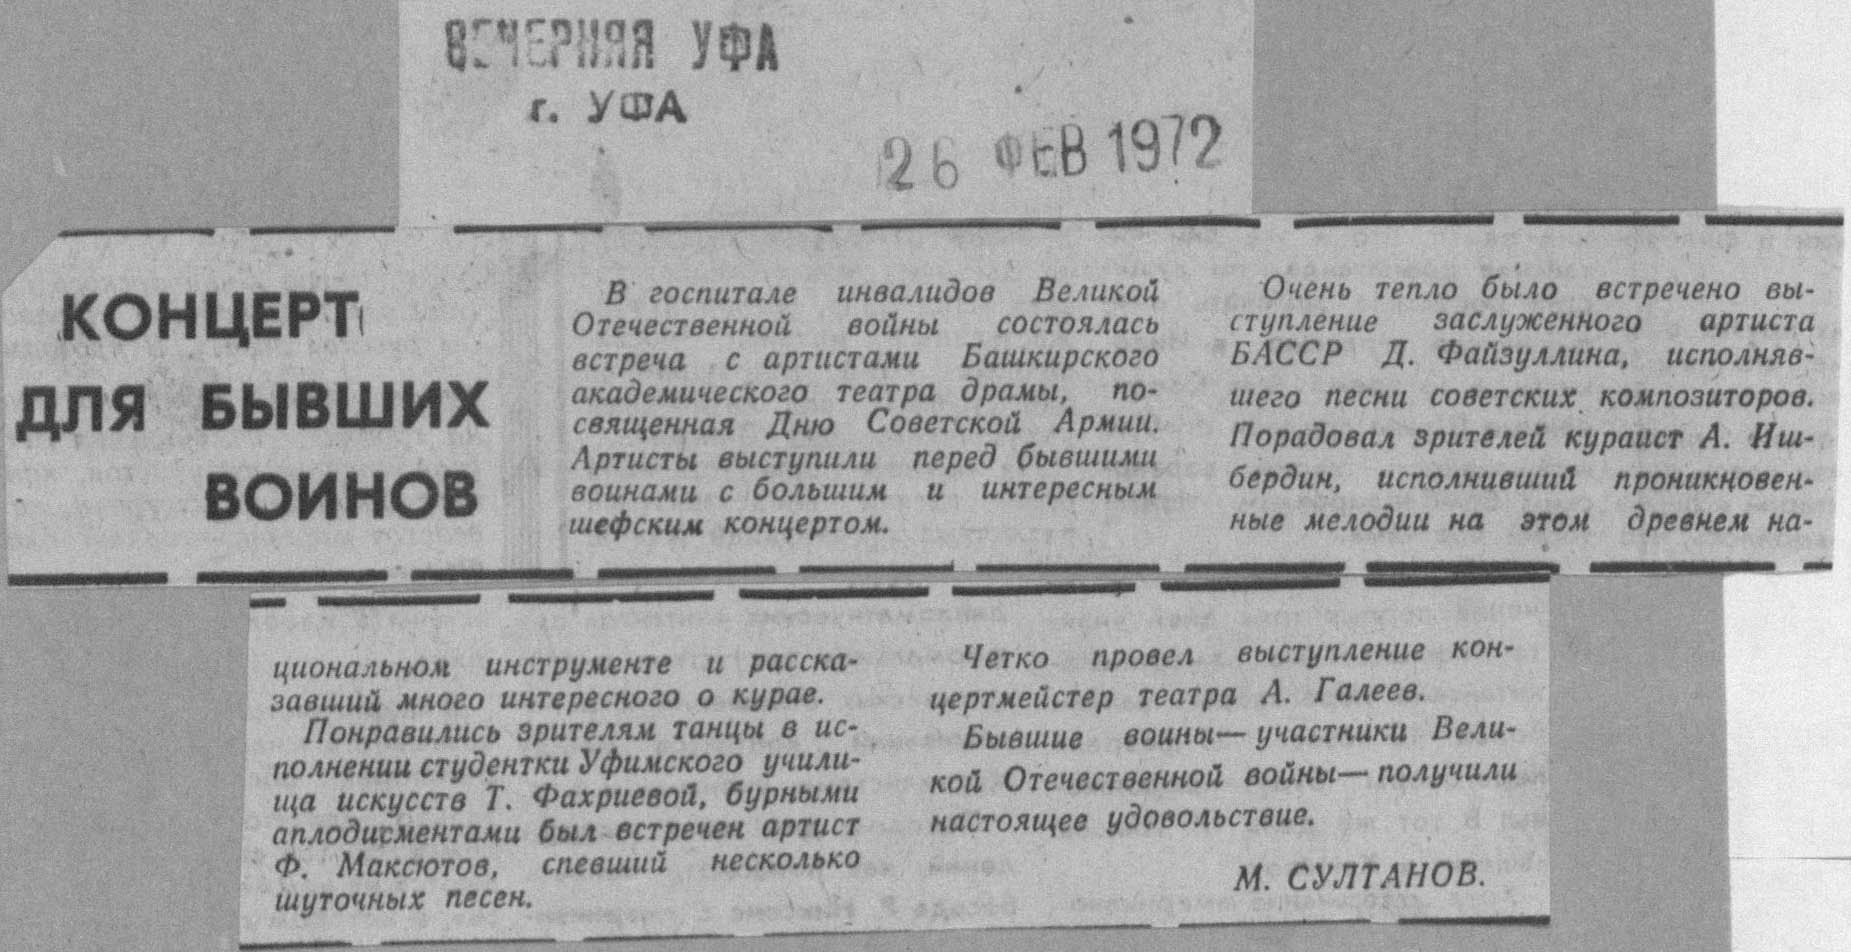 ВЕЧЕРНЯЯ УФА
г. УФА
26 ФЕВ 1972
КОНЦЕРТ
ДЛЯ БЫВШИХ
ВОИНОВ
В госпитале инвалидов Великой
Отечественной войны состоялась
встреча с артистами Башкирского
академического театра драмы, по-
священная Дню Советской Армии.
Артисты выступили перед бывшими
воинами с большим и интересным
шефским концертом.
Очень тепло было встречено вы-
ступление заслуженного артиста
БАССР Д. Файзуллина, исполняв-
шего песни советских композиторов.
Порадовал зрителей кураист А. Иш-
бердин, исполнивший проникновен-
ные мелодии на этом древнем на-
циональном инструменте и расска-
завший много интересного о курае.
Понравились зрителям танцы в ис-
полнении студентки Уфимского учили-
ща искусств Т. Фахриевой, бурными
аплодисментами был встречен артист
Ф. Максютов, спевший несколько
шуточных песен.
Четко провел выступление кон-
цертмейстер театра А. Галеев.
Бывшие воины — участники Вели-
кой Отечественной войны — получили
настоящее удовольствие.
М. СУЛТАНОВ.